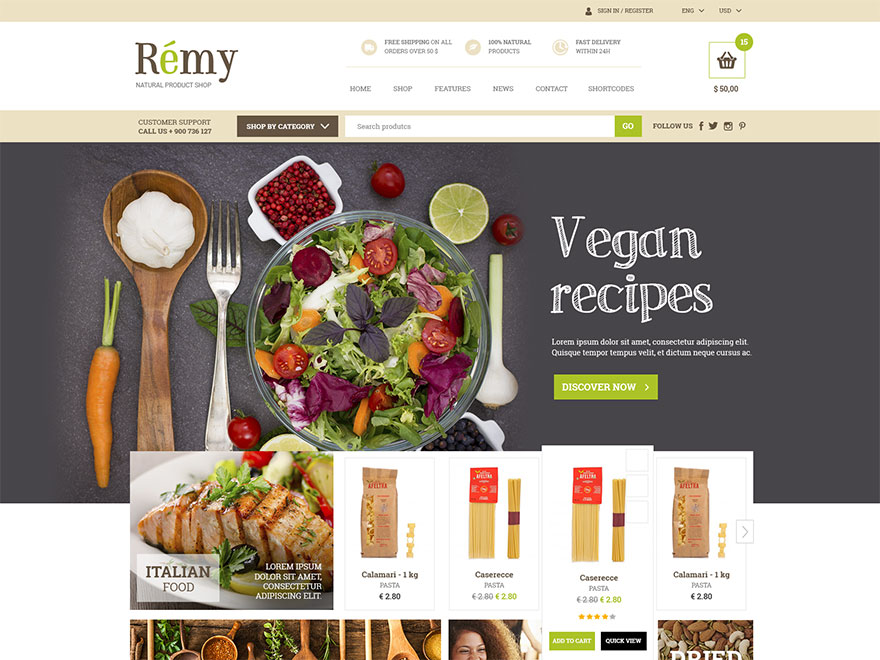 SIGN IN / REGISTER
ENG
USD
Rémy
NATURAL PRODUCT SHOP
FREE SHIPPING ON ALL
ORDERS OVER 50 $
100% NATURAL
PRODUCTS
FAST DELIVERY
WITHIN 24H
15
$ 50,00
HOME
SHOP
FEATURES
NEWS
CONTACT
SHORTCODES
CUSTOMER SUPPORT
CALL US + 900 736 127
SHOP BY CATEGORY
Search produtcs
GO
FOLLOW US
Vegan
recipes
Lorem ipsum dolor sit amet, consectetur adipiscing elit.
Quisque tempor tempus velit, et dictum neque cursus ac.
DISCOVER NOW
ITALIAN
FOOD
LOREM IPSUM
DOLOR SIT AMET,
CONSECTETUR
ADIPISCING ELIT.
AFELTRA
Calamari - 1 kg
PASTA
€ 2.80
AFELTRA
Caserecce
PASTA
€ 2.80 € 2.80
AFELTRA
Caserecce
PASTA
€ 2.80 € 2.80
ADD TO CART
QUICK VIEW
AFELTRA
Calamari - 1 kg
PASTA
€ 2.80
DRIED